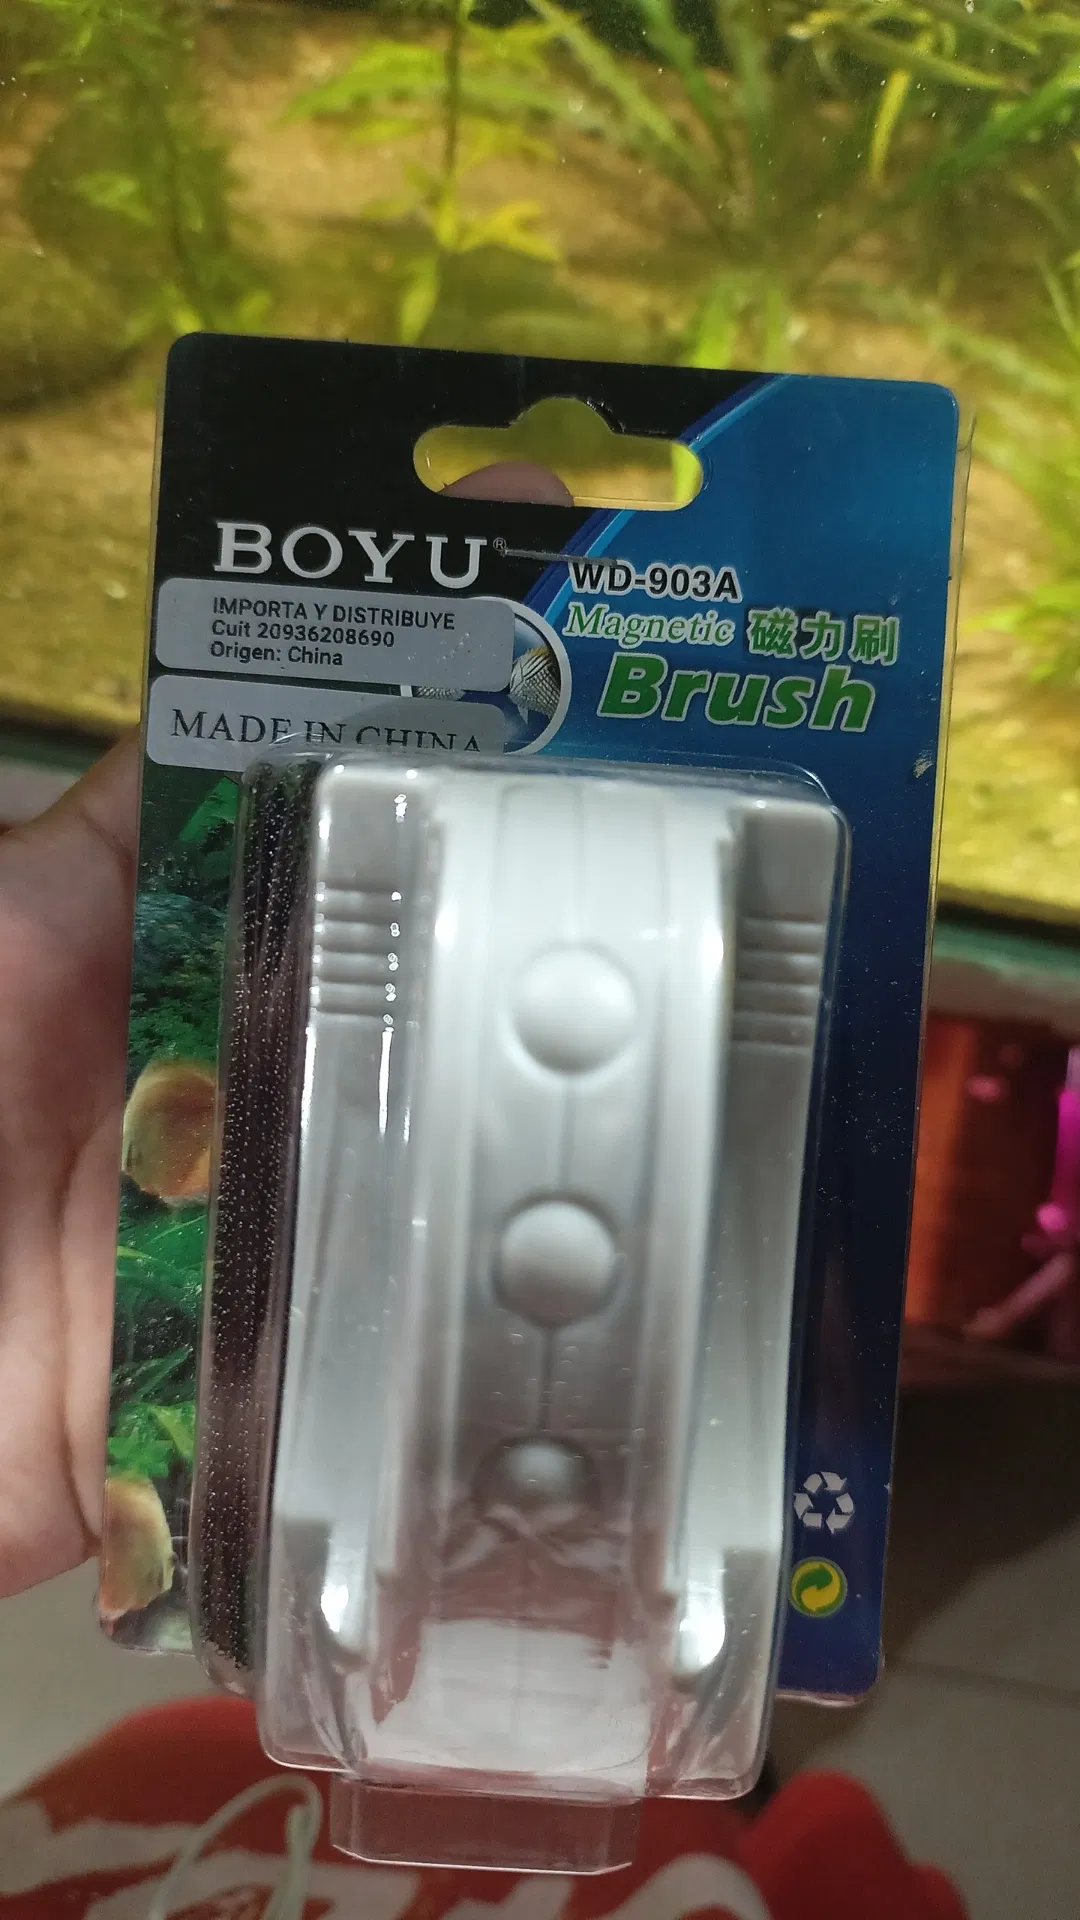 BOYU®
WD-903A
Magnetic 磁力刷
Brush
IMPORTA Y DISTRIBUYE
Cuit 20936208690
Origen: China
MADE IN CHINA